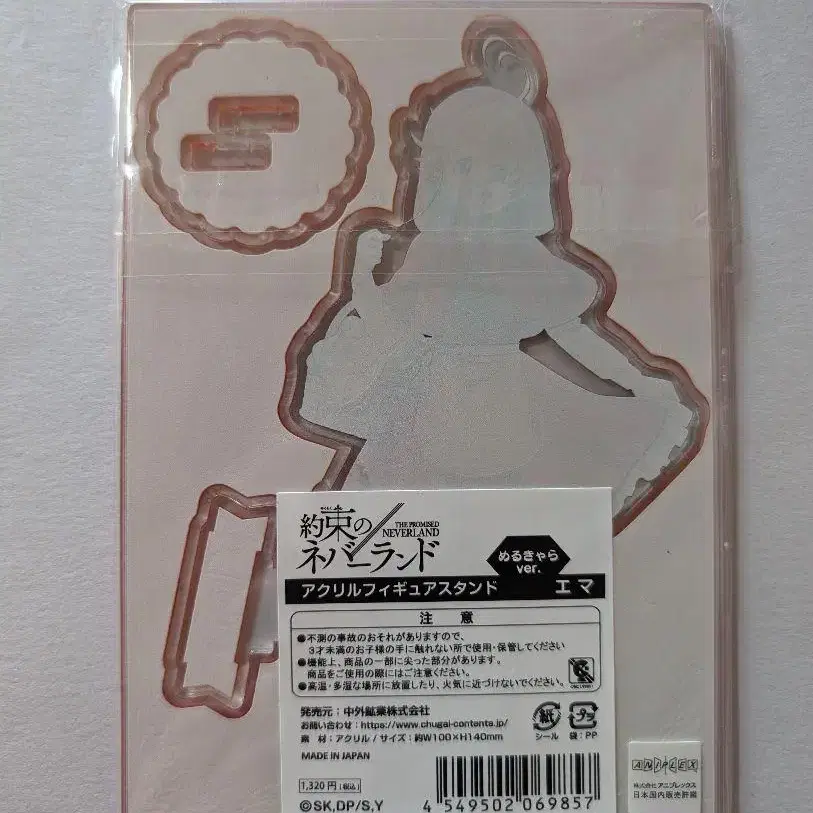 やくそく
約束の
THE PROMISED
NEVERLAND
ネバーランド
めるきゃら
ver.
アクリルフィギュアスタンド エマ
注 意
●不測の事故のおそれがありますので、
3才未満のお子様の手に触れない所で使用・保管してください
●機能上、商品の一部に尖った部分があります。
商品をご使用の際にはご注意ください。
●高温・多湿な場所に放置したり、火気に近づけないでください。
発売元：中外鉱業株式会社
お問い合わせ：https://www.chugai-contents.jp/
素 材：アクリル / サイズ：約W100×H140mm
MADE IN JAPAN
紙
シール
プラ
袋：PP
1,320円(税込)
©SK,DP/S,Y
4 549502 069857
ANIPLEX
株式会社アニプレックス
日本国内販売許諾